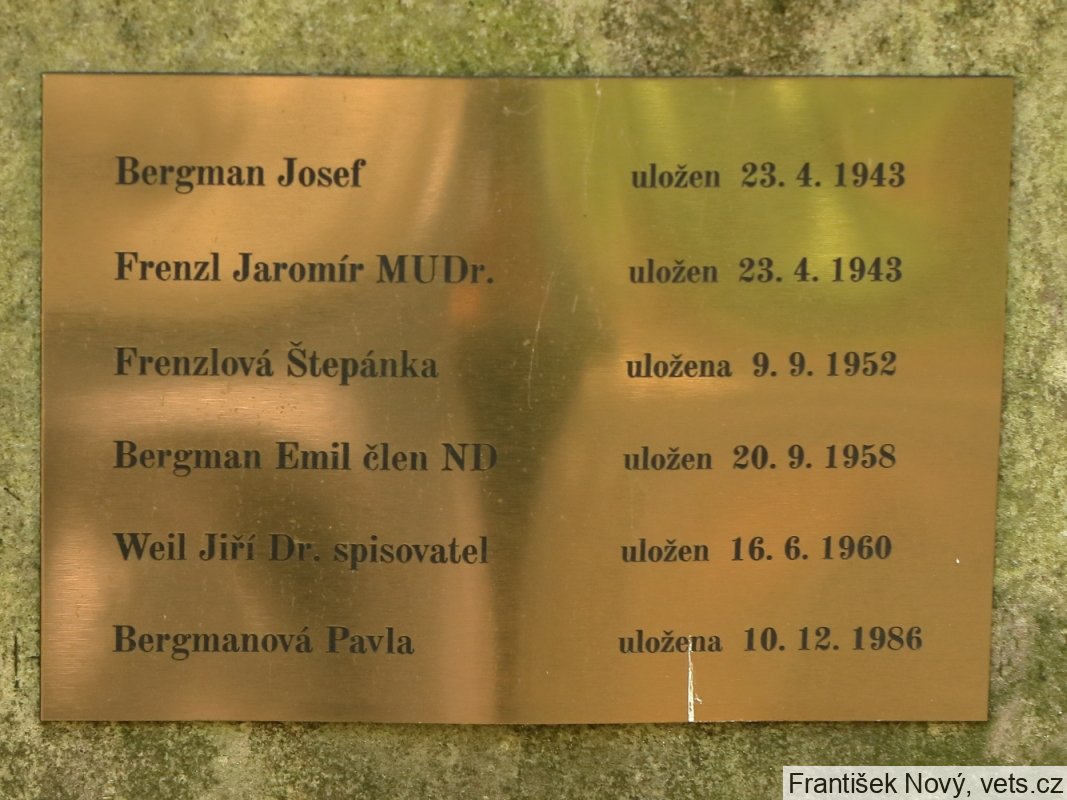 Bergman Josef uložen 23. 4. 1943
Frenzl Jaromír MUDr. uložen 23. 4. 1943
Frenzlová Štepánka uložena 9. 9. 1952
Bergman Emil člen ND uložen 20. 9. 1958
Weil Jiří Dr. spisovatel uložen 16. 6. 1960
Bergmanová Pavla uložena 10. 12. 1986
František Nový, vets.cz